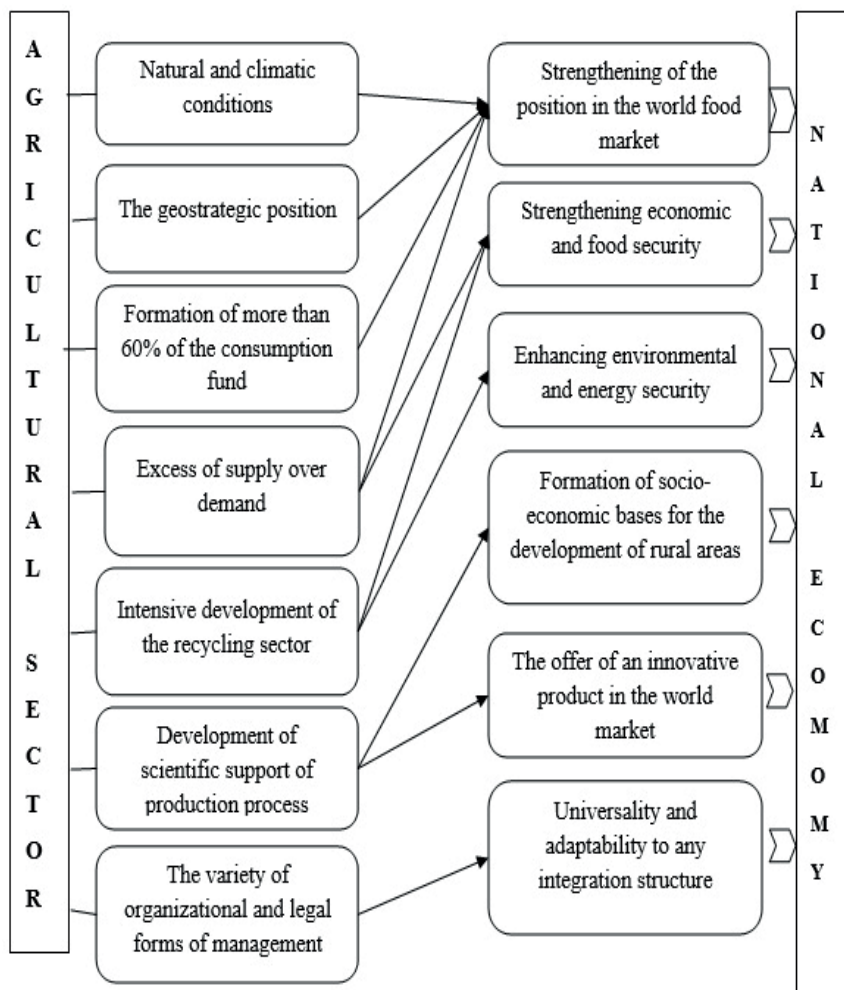 AGRICULTURAL SECTOR
Natural and climatic
conditions
The geostrategic position
Formation of more than
60% of the consumption
fund
Excess of supply over
demand
Intensive development of
the recycling sector
Development of
scientific support of
production process
The variety of
organizational and legal
forms of management
Strengthening of the
position in the world food
market
Strengthening economic
and food security
Enhancing environmental
and energy security
Formation of socio-
economic bases for the
development of rural areas
The offer of an innovative
product in the world
market
Universality and
adaptability to any
integration structure
NATIONAL ECOMOMY